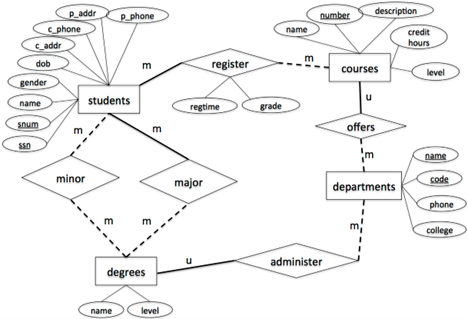 p_addr
p_phone
c_phone
c_addr
dob
gender
name
snum
ssn
students
m
register
m
regtime
grade
number
description
name
credit
hours
level
courses
u
offers
m
name
code
phone
college
departments
m
m
minor
m
major
m
m
degrees
name
level
u
administer
m